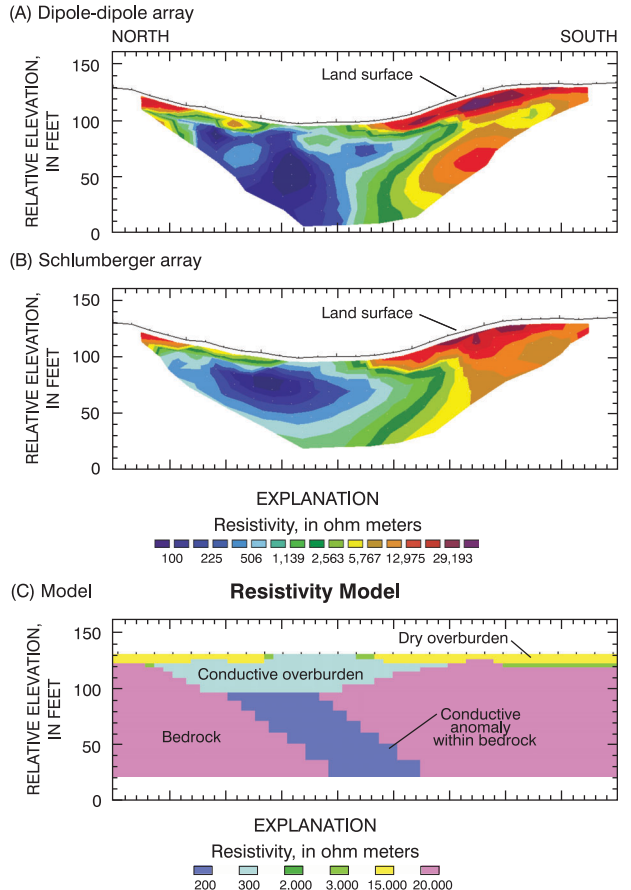 (A) Dipole-dipole array
NORTH SOUTH
Land surface
RELATIVE ELEVATION,
IN FEET
150
100
50
0
(B) Schlumberger array
Land surface
RELATIVE ELEVATION,
IN FEET
150
100
50
0
EXPLANATION
Resistivity, in ohm meters
100 225 506 1,139 2,563 5,767 12,975 29,193
(C) Model Resistivity Model
RELATIVE ELEVATION,
IN FEET
150
100
50
0
Dry overburden
Conductive overburden
Bedrock
Conductive
anomaly
within bedrock
EXPLANATION
Resistivity, in ohm meters
200 300 2.000 3.000 15.000 20.000